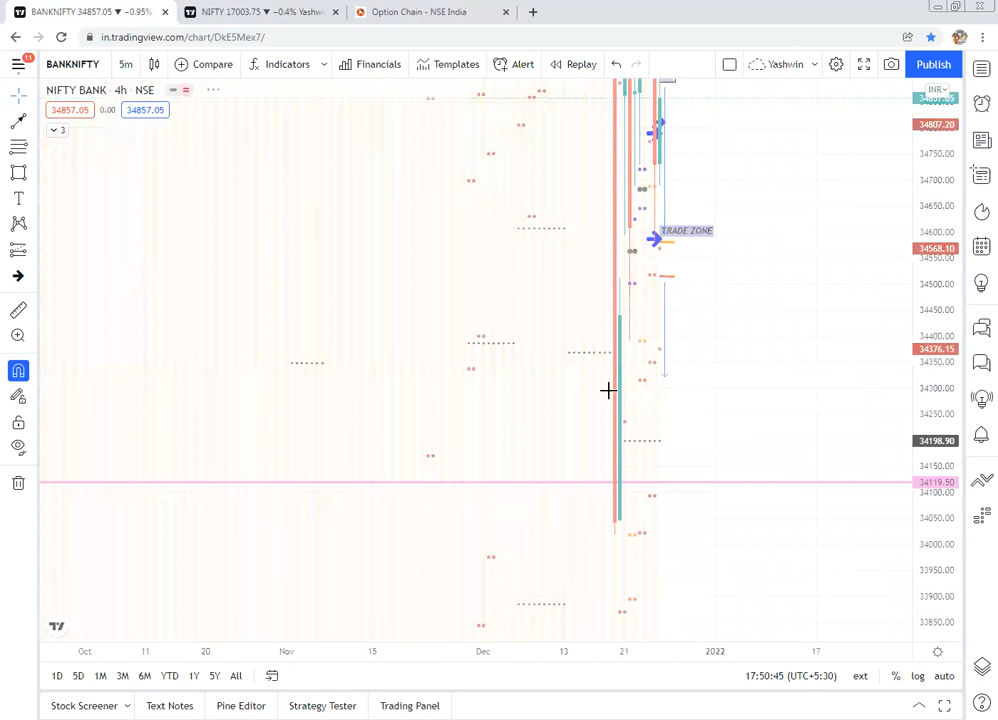 BANKNIFTY 34857.05 ▼ −0.95%
NIFTY 17003.75 ▼ −0.4% Yashw
Option Chain - NSE India
in.tradingview.com/chart/DkE5Mex7/
11
BANKNIFTY
5m
Compare
Indicators
Financials
Templates
Alert
Replay
Yashwin
Publish
NIFTY BANK · 4h · NSE
INR
34857.05
0.00
34857.05
3
34807.20
34750.00
34700.00
34650.00
34600.00
TRADE ZONE
34568.10
34550.00
34500.00
34450.00
34400.00
34376.15
34350.00
34300.00
34250.00
34198.90
34150.00
34119.50
34100.00
34050.00
34000.00
33950.00
33900.00
33850.00
Oct
11
20
Nov
15
Dec
13
21
2022
17
1D
5D
1M
3M
6M
YTD
1Y
5Y
All
17:50:45 (UTC+5:30)
ext
%
log
auto
Stock Screener
Text Notes
Pine Editor
Strategy Tester
Trading Panel